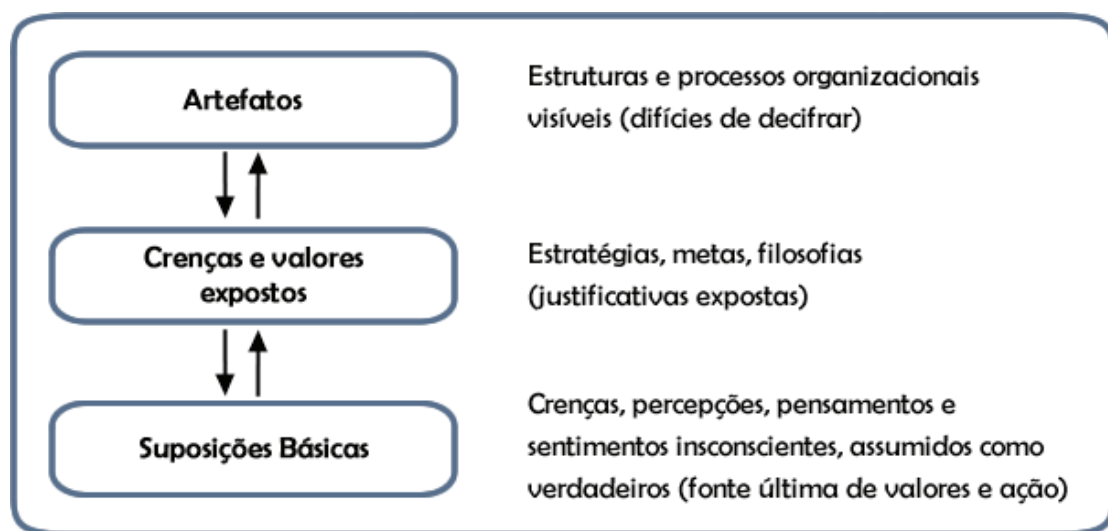 Artefatos
Estruturas e processos organizacionais
visíveis (difícies de decifrar)
Crenças e valores
expostos
Estratégias, metas, filosofias
(justificativas expostas)
Suposições Básicas
Crenças, percepções, pensamentos e
sentimentos insconscientes, assumidos como
verdadeiros (fonte última de valores e ação)